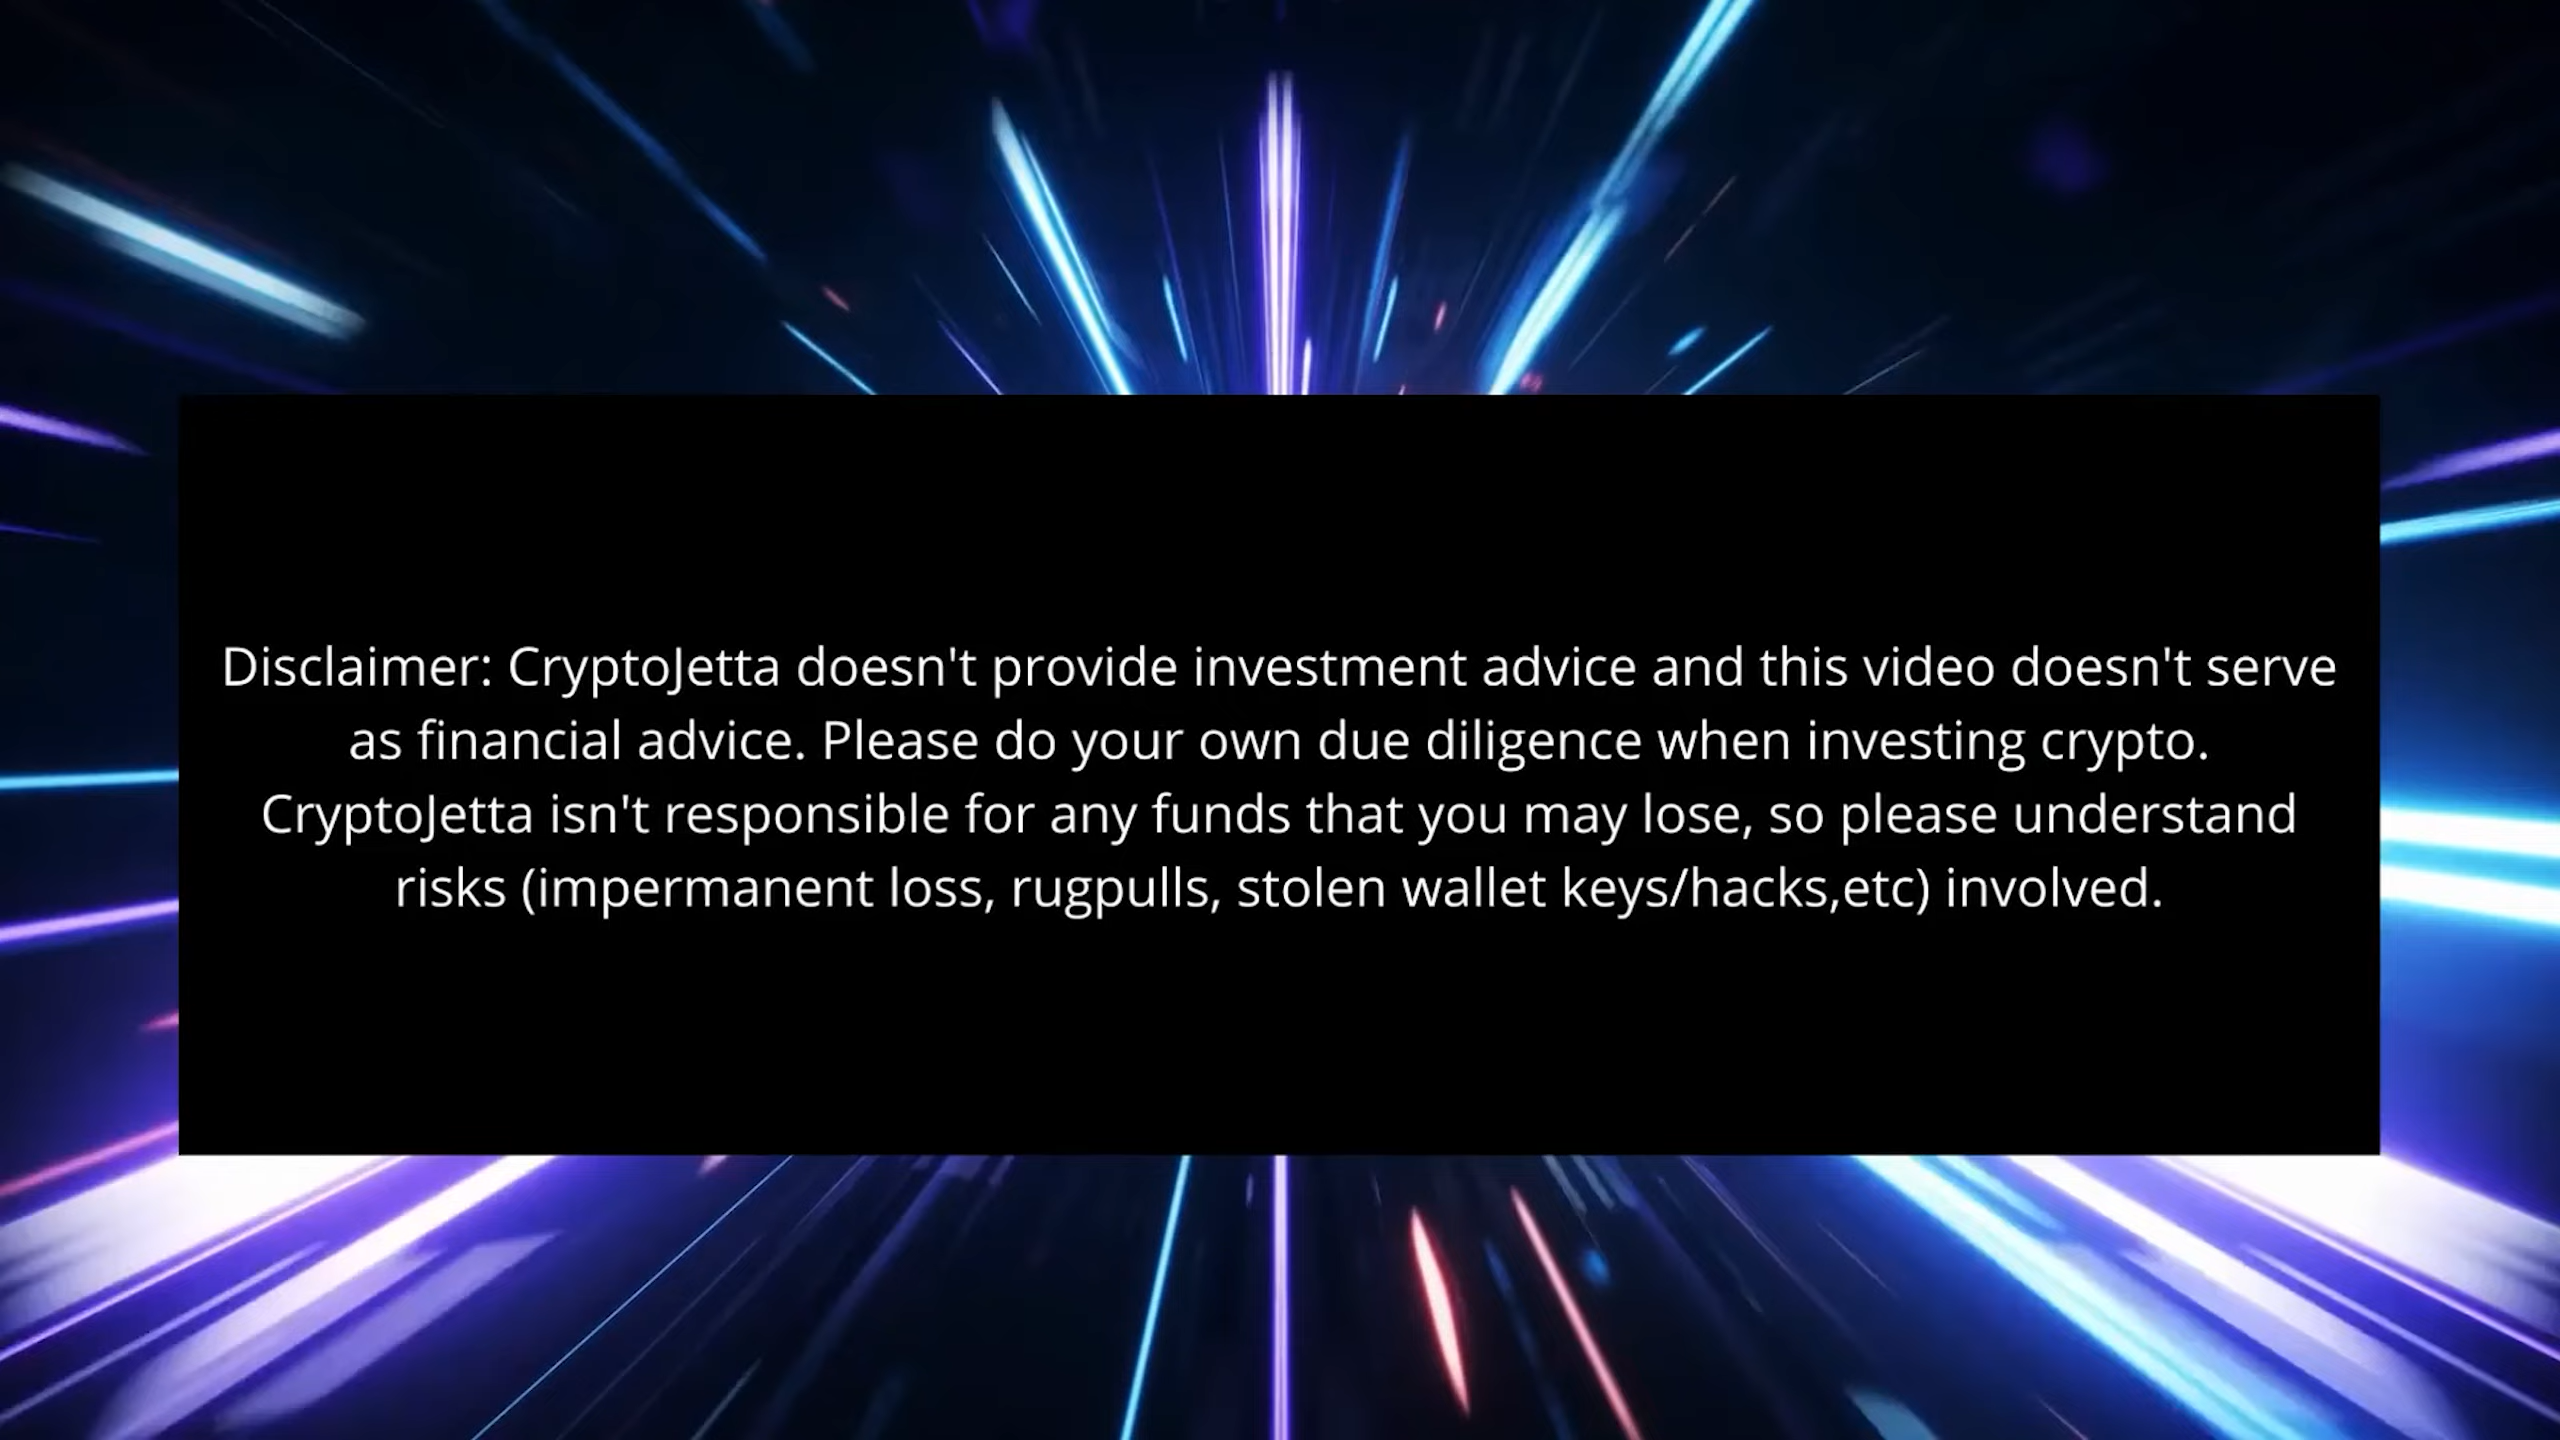 Disclaimer: CryptoJetta doesn't provide investment advice and this video doesn't serve
as financial advice. Please do your own due diligence when investing crypto.
CryptoJetta isn't responsible for any funds that you may lose, so please understand
risks (impermanent loss, rugpulls, stolen wallet keys/hacks,etc) involved.